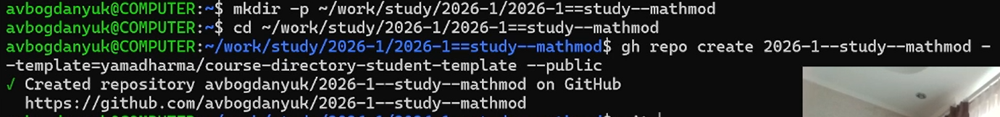 avbogdanyuk@COMPUTER:~$ mkdir -p ~/work/study/2026-1/2026-1==study--mathmod
avbogdanyuk@COMPUTER:~$ cd ~/work/study/2026-1/2026-1==study--mathmod
avbogdanyuk@COMPUTER:~/work/study/2026-1/2026-1==study--mathmod$ gh repo create 2026-1--study--mathmod -
-template=yamadharma/course-directory-student-template --public
✓ Created repository avbogdanyuk/2026-1--study--mathmod on GitHub
https://github.com/avbogdanyuk/2026-1--study--mathmod